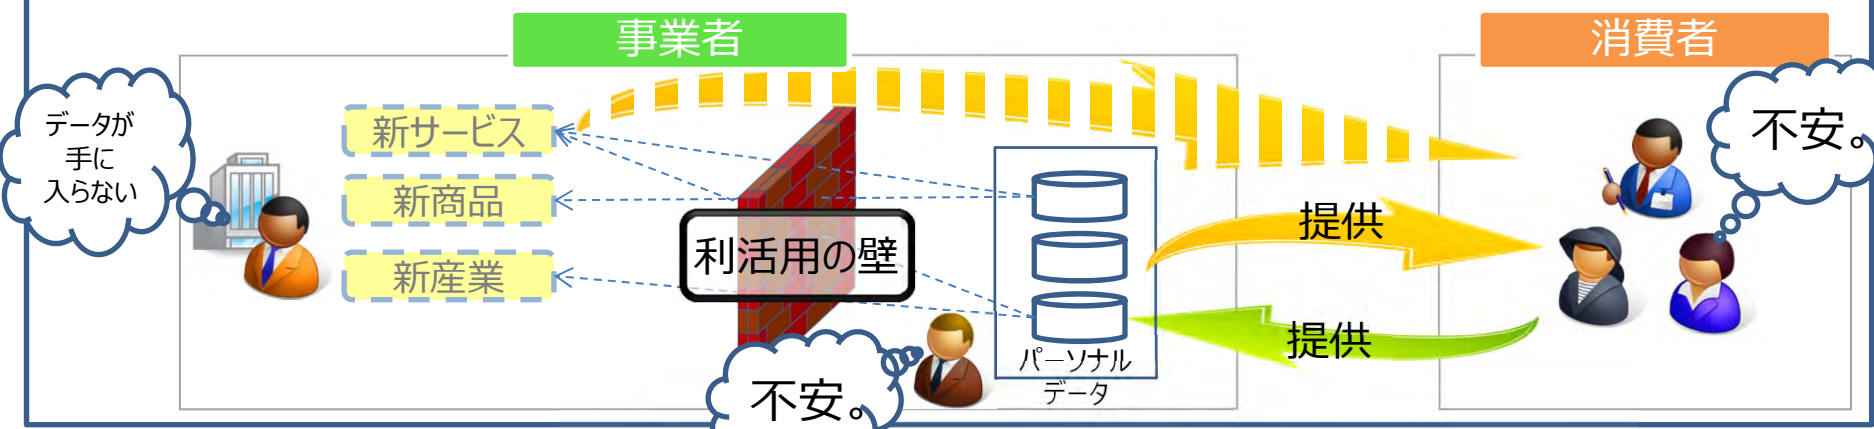 事業者
消費者
データが
手に
入らない
新サービス
新商品
新産業
利活用の壁
不安。
パーソナル
データ
提供
提供
不安。